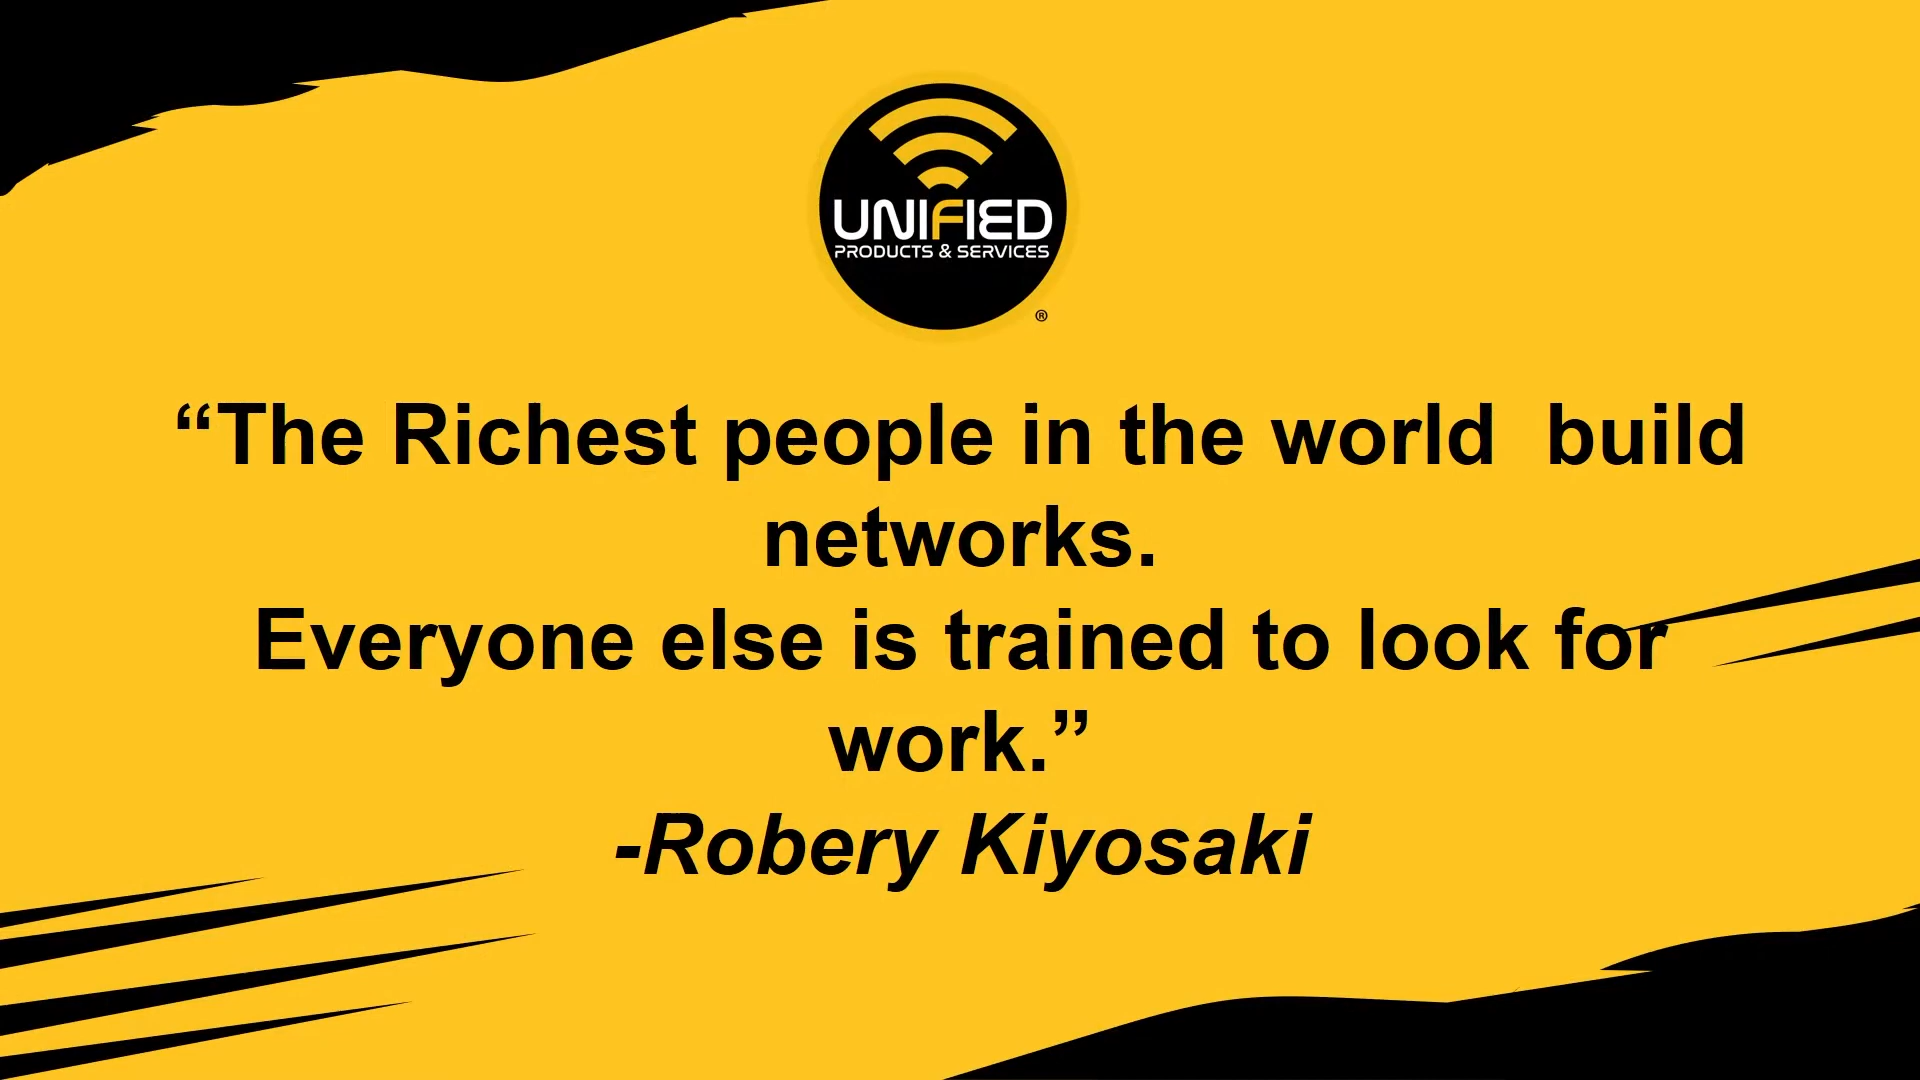 UNIFIED
PRODUCTS & SERVICES
®
“The Richest people in the world  build
networks.
Everyone else is trained to look for
work.”
-Robery Kiyosaki